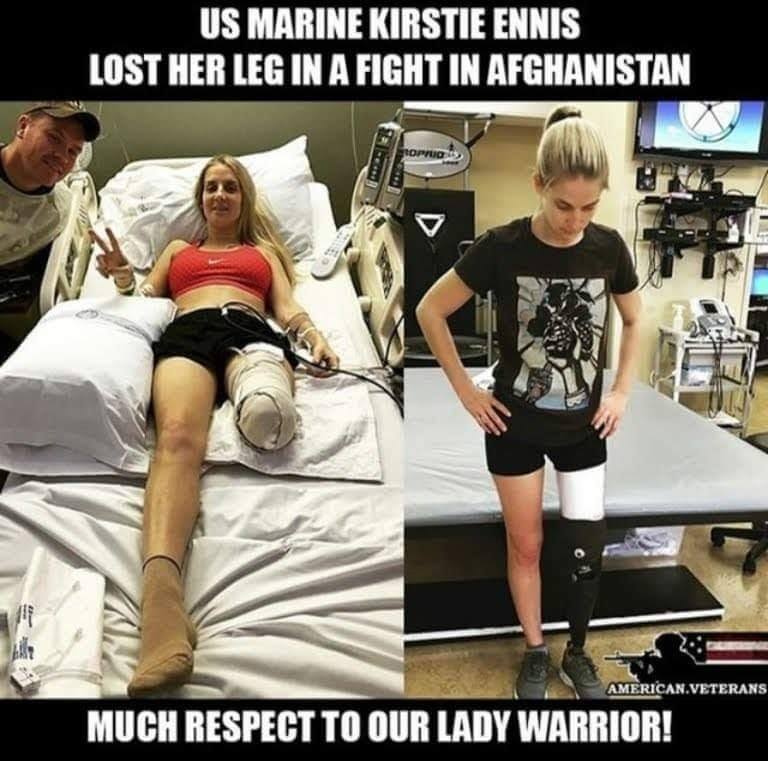 US MARINE KIRSTIE ENNIS
LOST HER LEG IN A FIGHT IN AFGHANISTAN
AMERICAN.VETERANS
MUCH RESPECT TO OUR LADY WARRIOR!